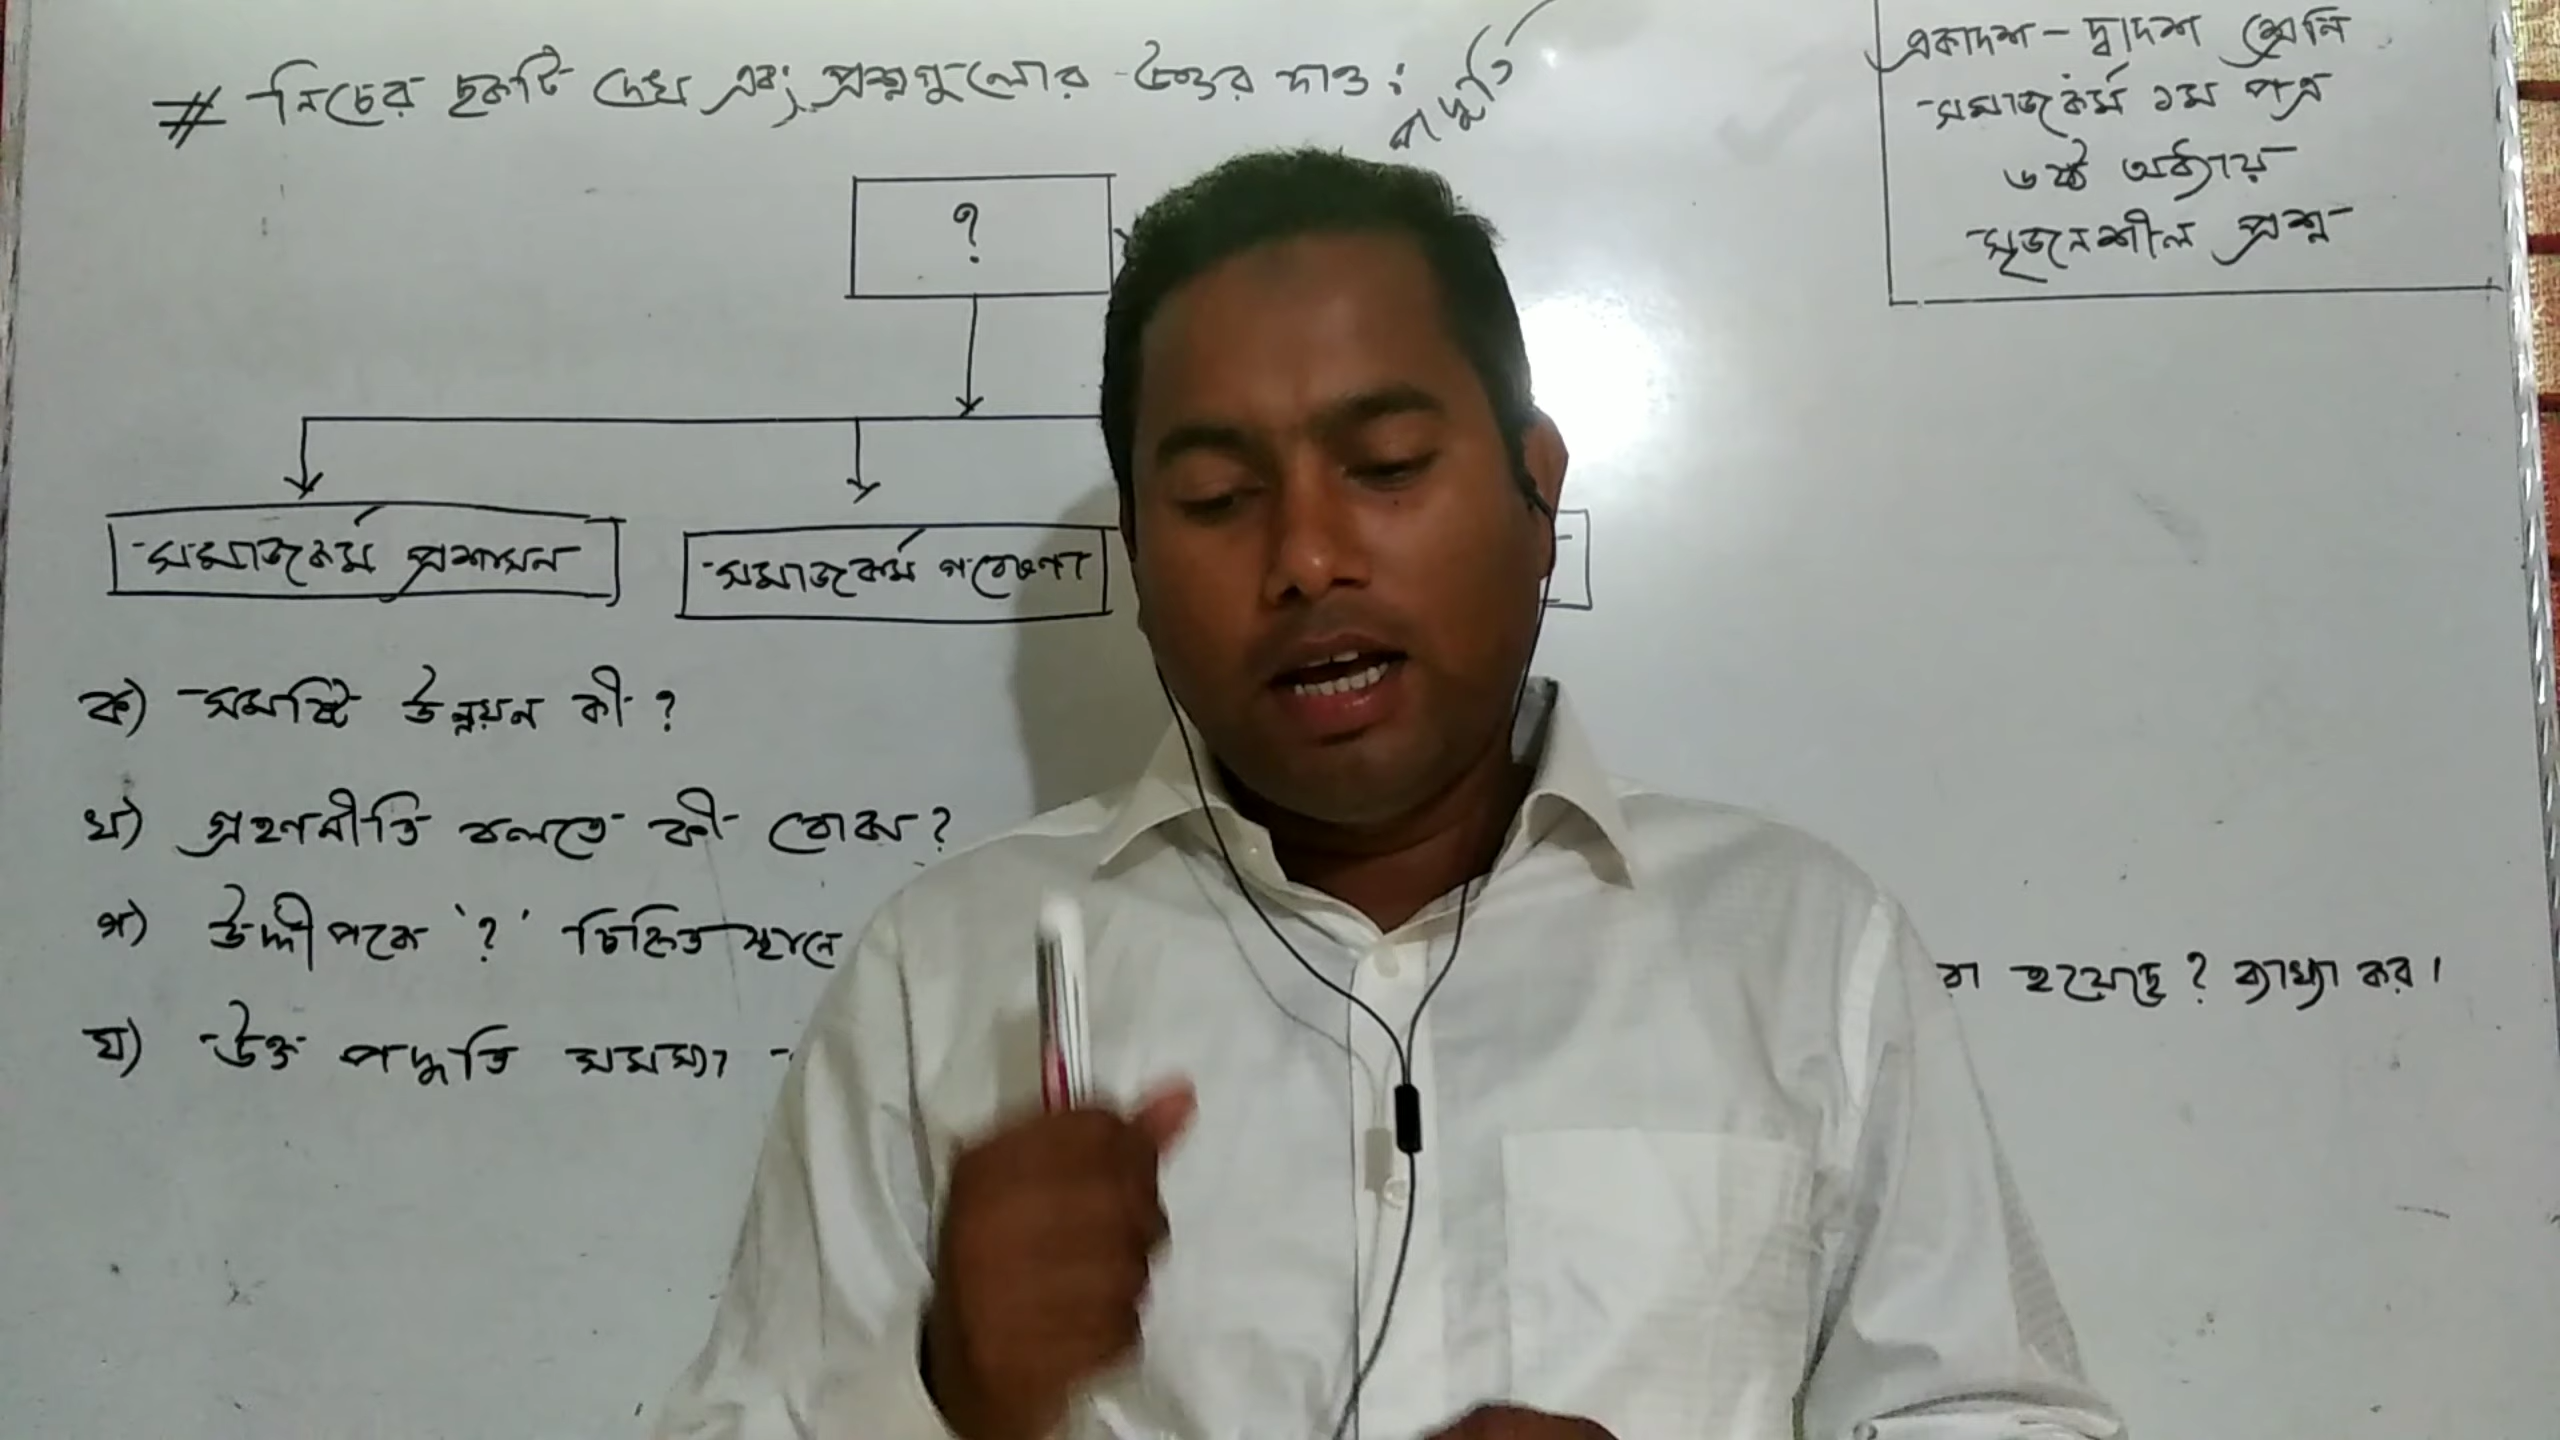 # নিচের ছকটি দেখ এবং প্রশ্নগুলোর উত্তর দাও :
একাদশ - দ্বাদশ শ্রেনি
সমাজকর্ম ১ম পত্র
৬ষ্ঠ অধ্যায়
সৃজনশীল প্রশ্ন
?
সমাজকর্ম প্রশাসন
সমাজকর্ম গবেষণা
ক) সমষ্টি উন্নয়ন কী ?
খ) গ্রহণনীতি বলতে কী বোঝ ?
গ) উদ্দীপকে '?' চিহ্নিত স্থানে হয়েছে ? ব্যাখ্যা কর ।
ঘ) উক্ত পদ্ধতি সমস্যা